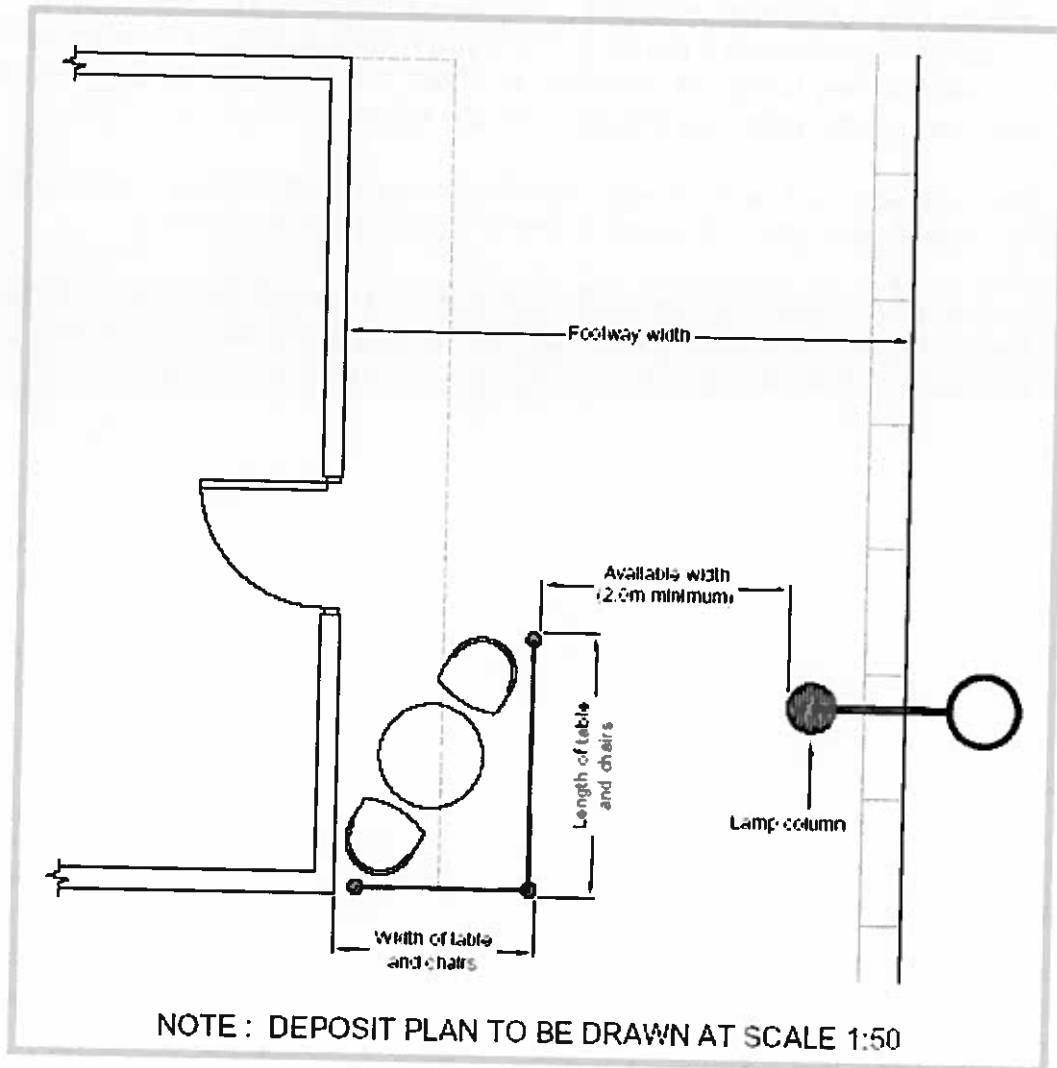 Footway width
Available width
(2.0m minimum)
Length of table
and chairs
Lamp column
Width of table
and chairs
NOTE : DEPOSIT PLAN TO BE DRAWN AT SCALE 1:50